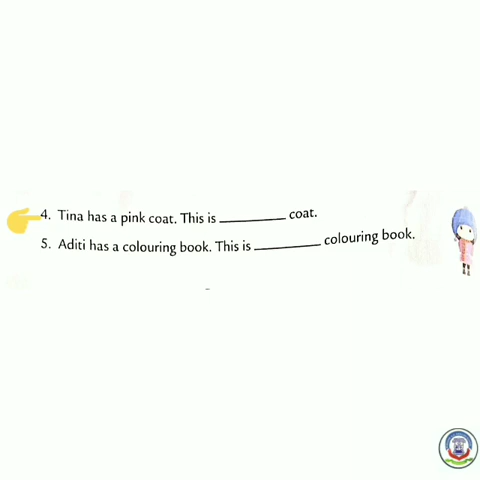 4. Tina has a pink coat. This is __________ coat.
5. Aditi has a colouring book. This is __________ colouring book.